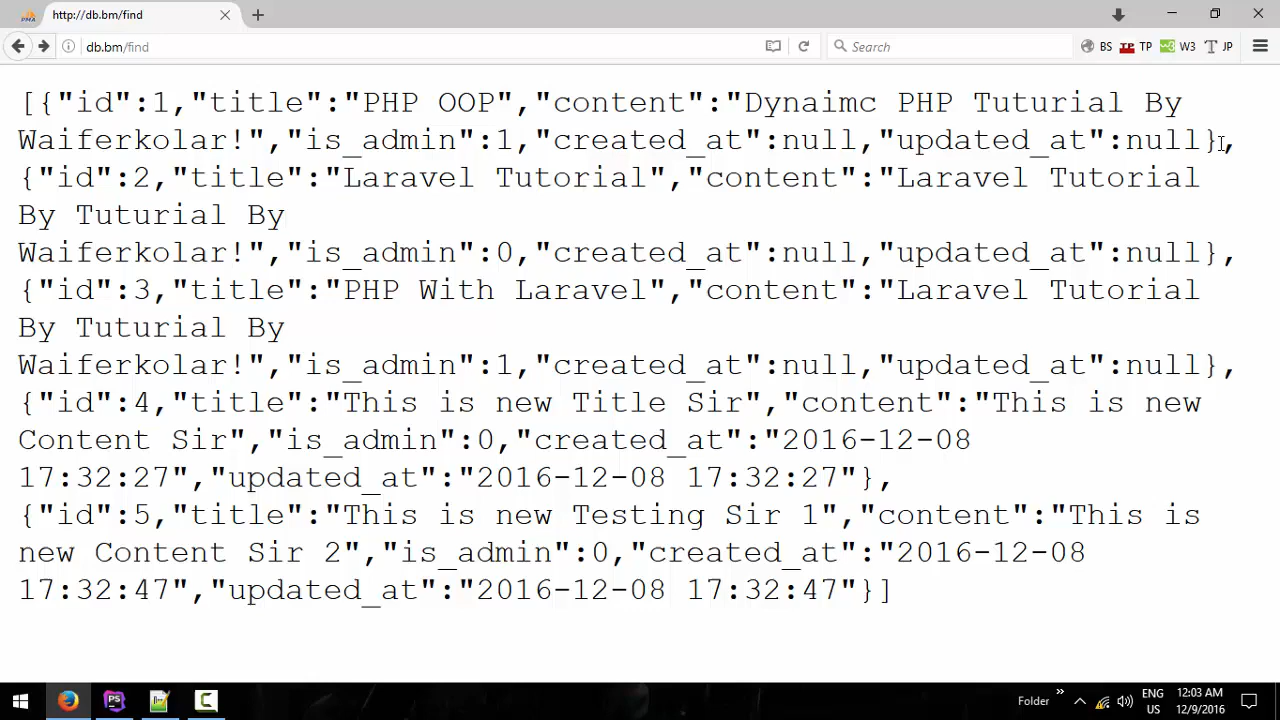 http://db.bm/find
db.bm/find
Search
BS
TP
W3
JP
[{"id":1,"title":"PHP OOP","content":"Dynaimc PHP Tuturial By
Waiferkolar!","is_admin":1,"created_at":null,"updated_at":null},
{"id":2,"title":"Laravel Tutorial","content":"Laravel Tutorial
By Tuturial By
Waiferkolar!","is_admin":0,"created_at":null,"updated_at":null},
{"id":3,"title":"PHP With Laravel","content":"Laravel Tutorial
By Tuturial By
Waiferkolar!","is_admin":1,"created_at":null,"updated_at":null},
{"id":4,"title":"This is new Title Sir","content":"This is new
Content Sir","is_admin":0,"created_at":"2016-12-08
17:32:27","updated_at":"2016-12-08 17:32:27"},
{"id":5,"title":"This is new Testing Sir 1","content":"This is
new Content Sir 2","is_admin":0,"created_at":"2016-12-08
17:32:47","updated_at":"2016-12-08 17:32:47"}]
Folder
ENG
US
12:03 AM
12/9/2016